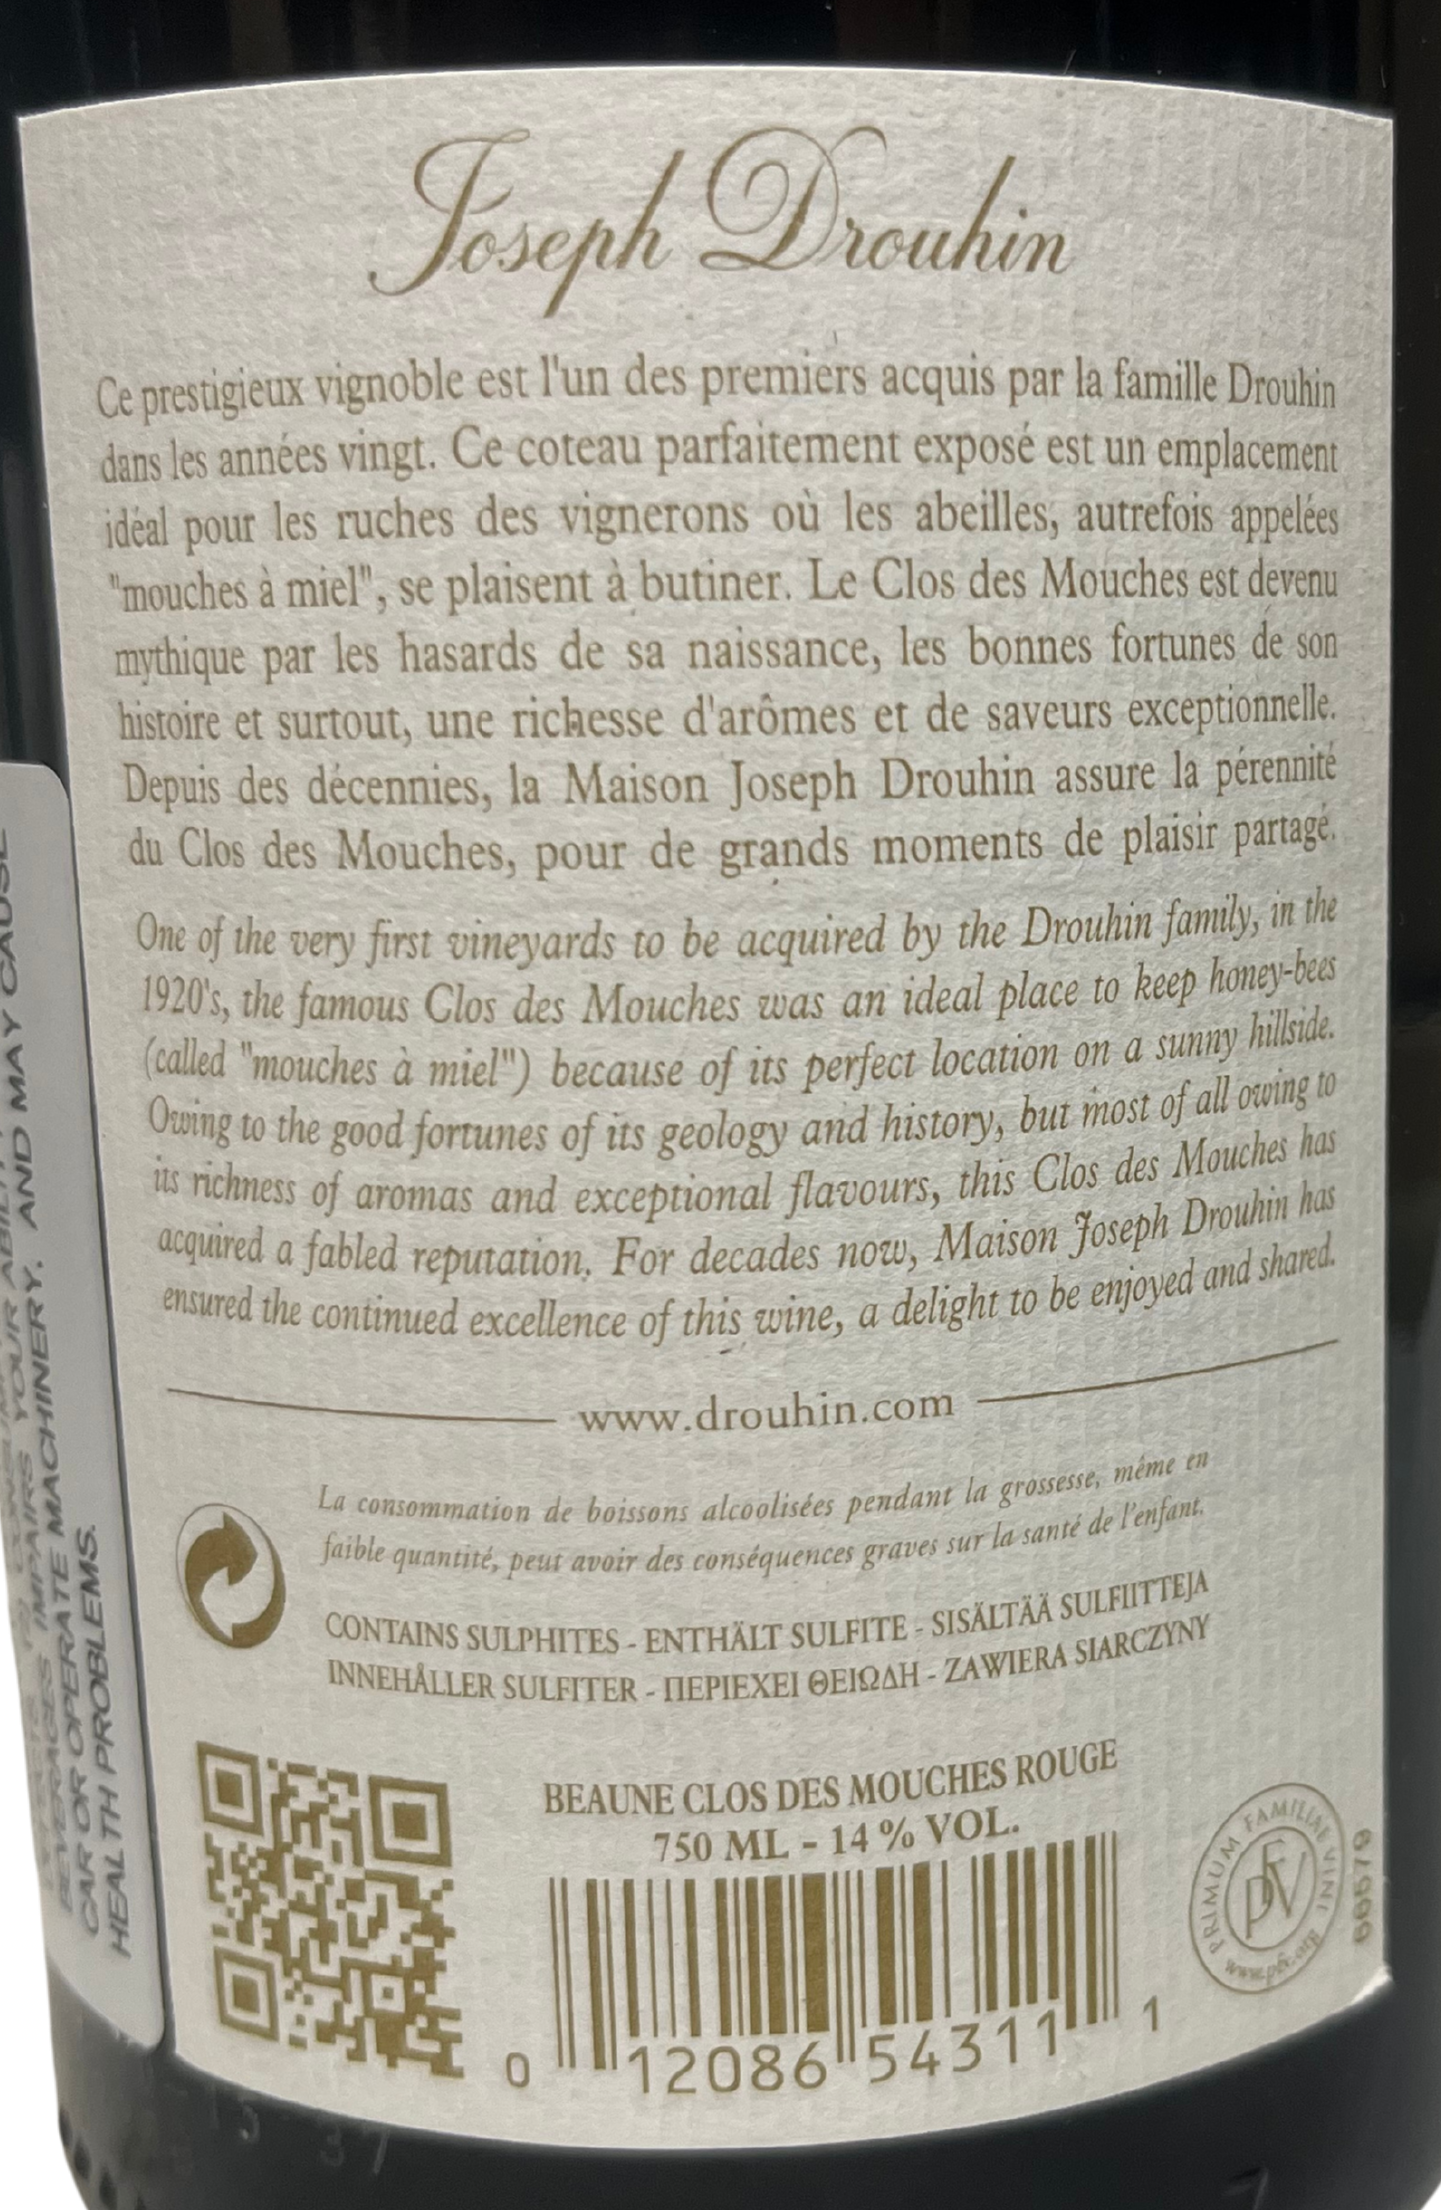 Joseph Drouhin
Ce prestigieux vignoble est l'un des premiers acquis par la famille Drouhin
dans les années vingt. Ce coteau parfaitement exposé est un emplacement
idéal pour les ruches des vignerons où les abeilles, autrefois appelées
"mouches à miel", se plaisent à butiner. Le Clos des Mouches est devenu
mythique par les hasards de sa naissance, les bonnes fortunes de son
histoire et surtout, une richesse d'arômes et de saveurs exceptionnelle.
Depuis des décennies, la Maison Joseph Drouhin assure la pérennité
du Clos des Mouches, pour de grands moments de plaisir partagé.
One of the very first vineyards to be acquired by the Drouhin family, in the
1920's, the famous Clos des Mouches was an ideal place to keep honey-bees
(called "mouches à miel") because of its perfect location on a sunny hillside.
Owing to the good fortunes of its geology and history, but most of all owing to
its richness of aromas and exceptional flavours, this Clos des Mouches has
acquired a fabled reputation. For decades now, Maison Joseph Drouhin has
ensured the continued excellence of this wine, a delight to be enjoyed and shared.
www.drouhin.com
La consommation de boissons alcoolisées pendant la grossesse, même en
faible quantité, peut avoir des conséquences graves sur la santé de l'enfant.
CONTAINS SULPHITES - ENTHÄLT SULFITE - SISÄLTÄÄ SULFIITTEJA
INNEHÅLLER SULFITER - ΠΕΡΙΕΧΕΙ ΘΕΙΩΔΗ - ZAWIERA SIARCZYNY
BEAUNE CLOS DES MOUCHES ROUGE
750 ML - 14 % VOL.
0 12086 54311 1
PRIMUM FAMILIAE VINI
PFV
www.pfv.org
66579
BEVERAGES IMPAIRS YOUR ABILITY
CAR OR OPERATE MACHINERY, AND MAY CAUSE
HEALTH PROBLEMS.